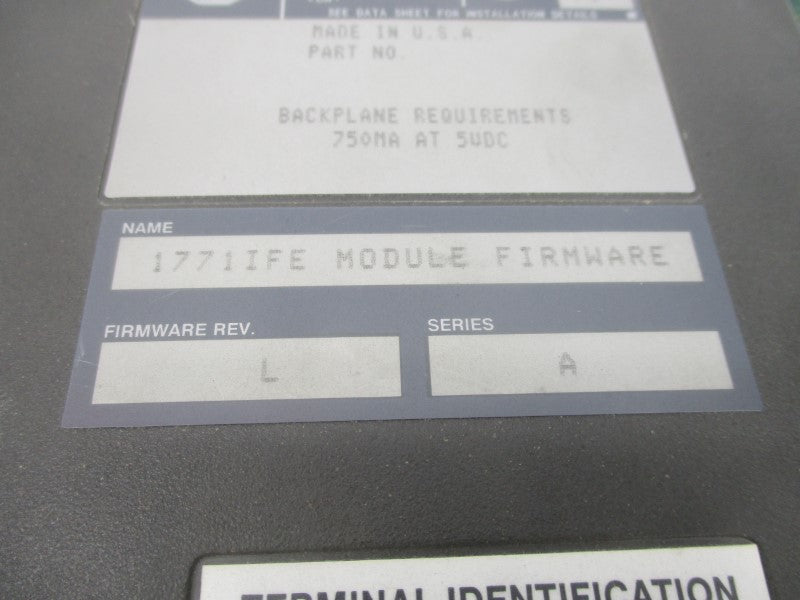 SEE DATA SHEET FOR INSTALLATION DETAILS
MADE IN U.S.A.
PART NO.
BACKPLANE REQUIREMENTS
750MA AT 5VDC
NAME
1771IFE MODULE FIRMWARE
FIRMWARE REV.
SERIES
L
A
TERMINAL IDENTIFICATION